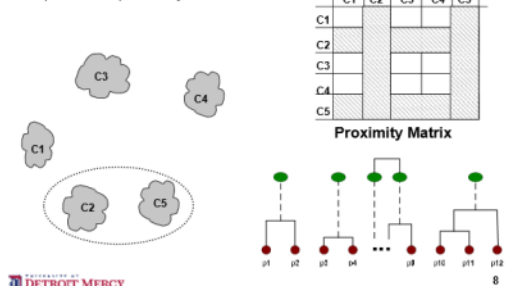 C1 C2 C3 C4 C5
C1
C2
C3
C4
C5
Proximity Matrix
C3
C4
C1
C2
C5
...
p1 p2 p3 p4 p9 p10 p11 p12
DETROIT MERCY
8